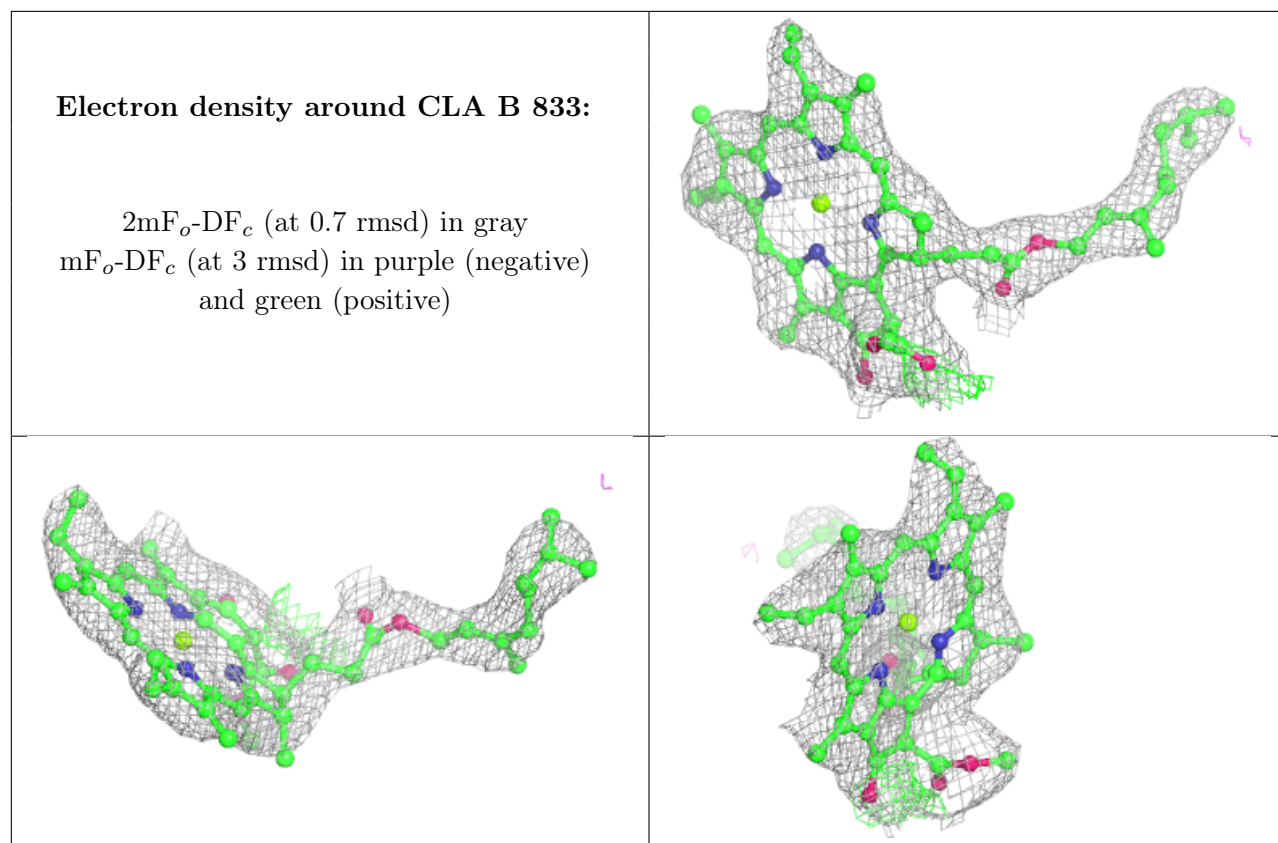 Electron density around CLA B 833:
2mFo-DFc (at 0.7 rmsd) in gray
mFo-DFc (at 3 rmsd) in purple (negative)
and green (positive)